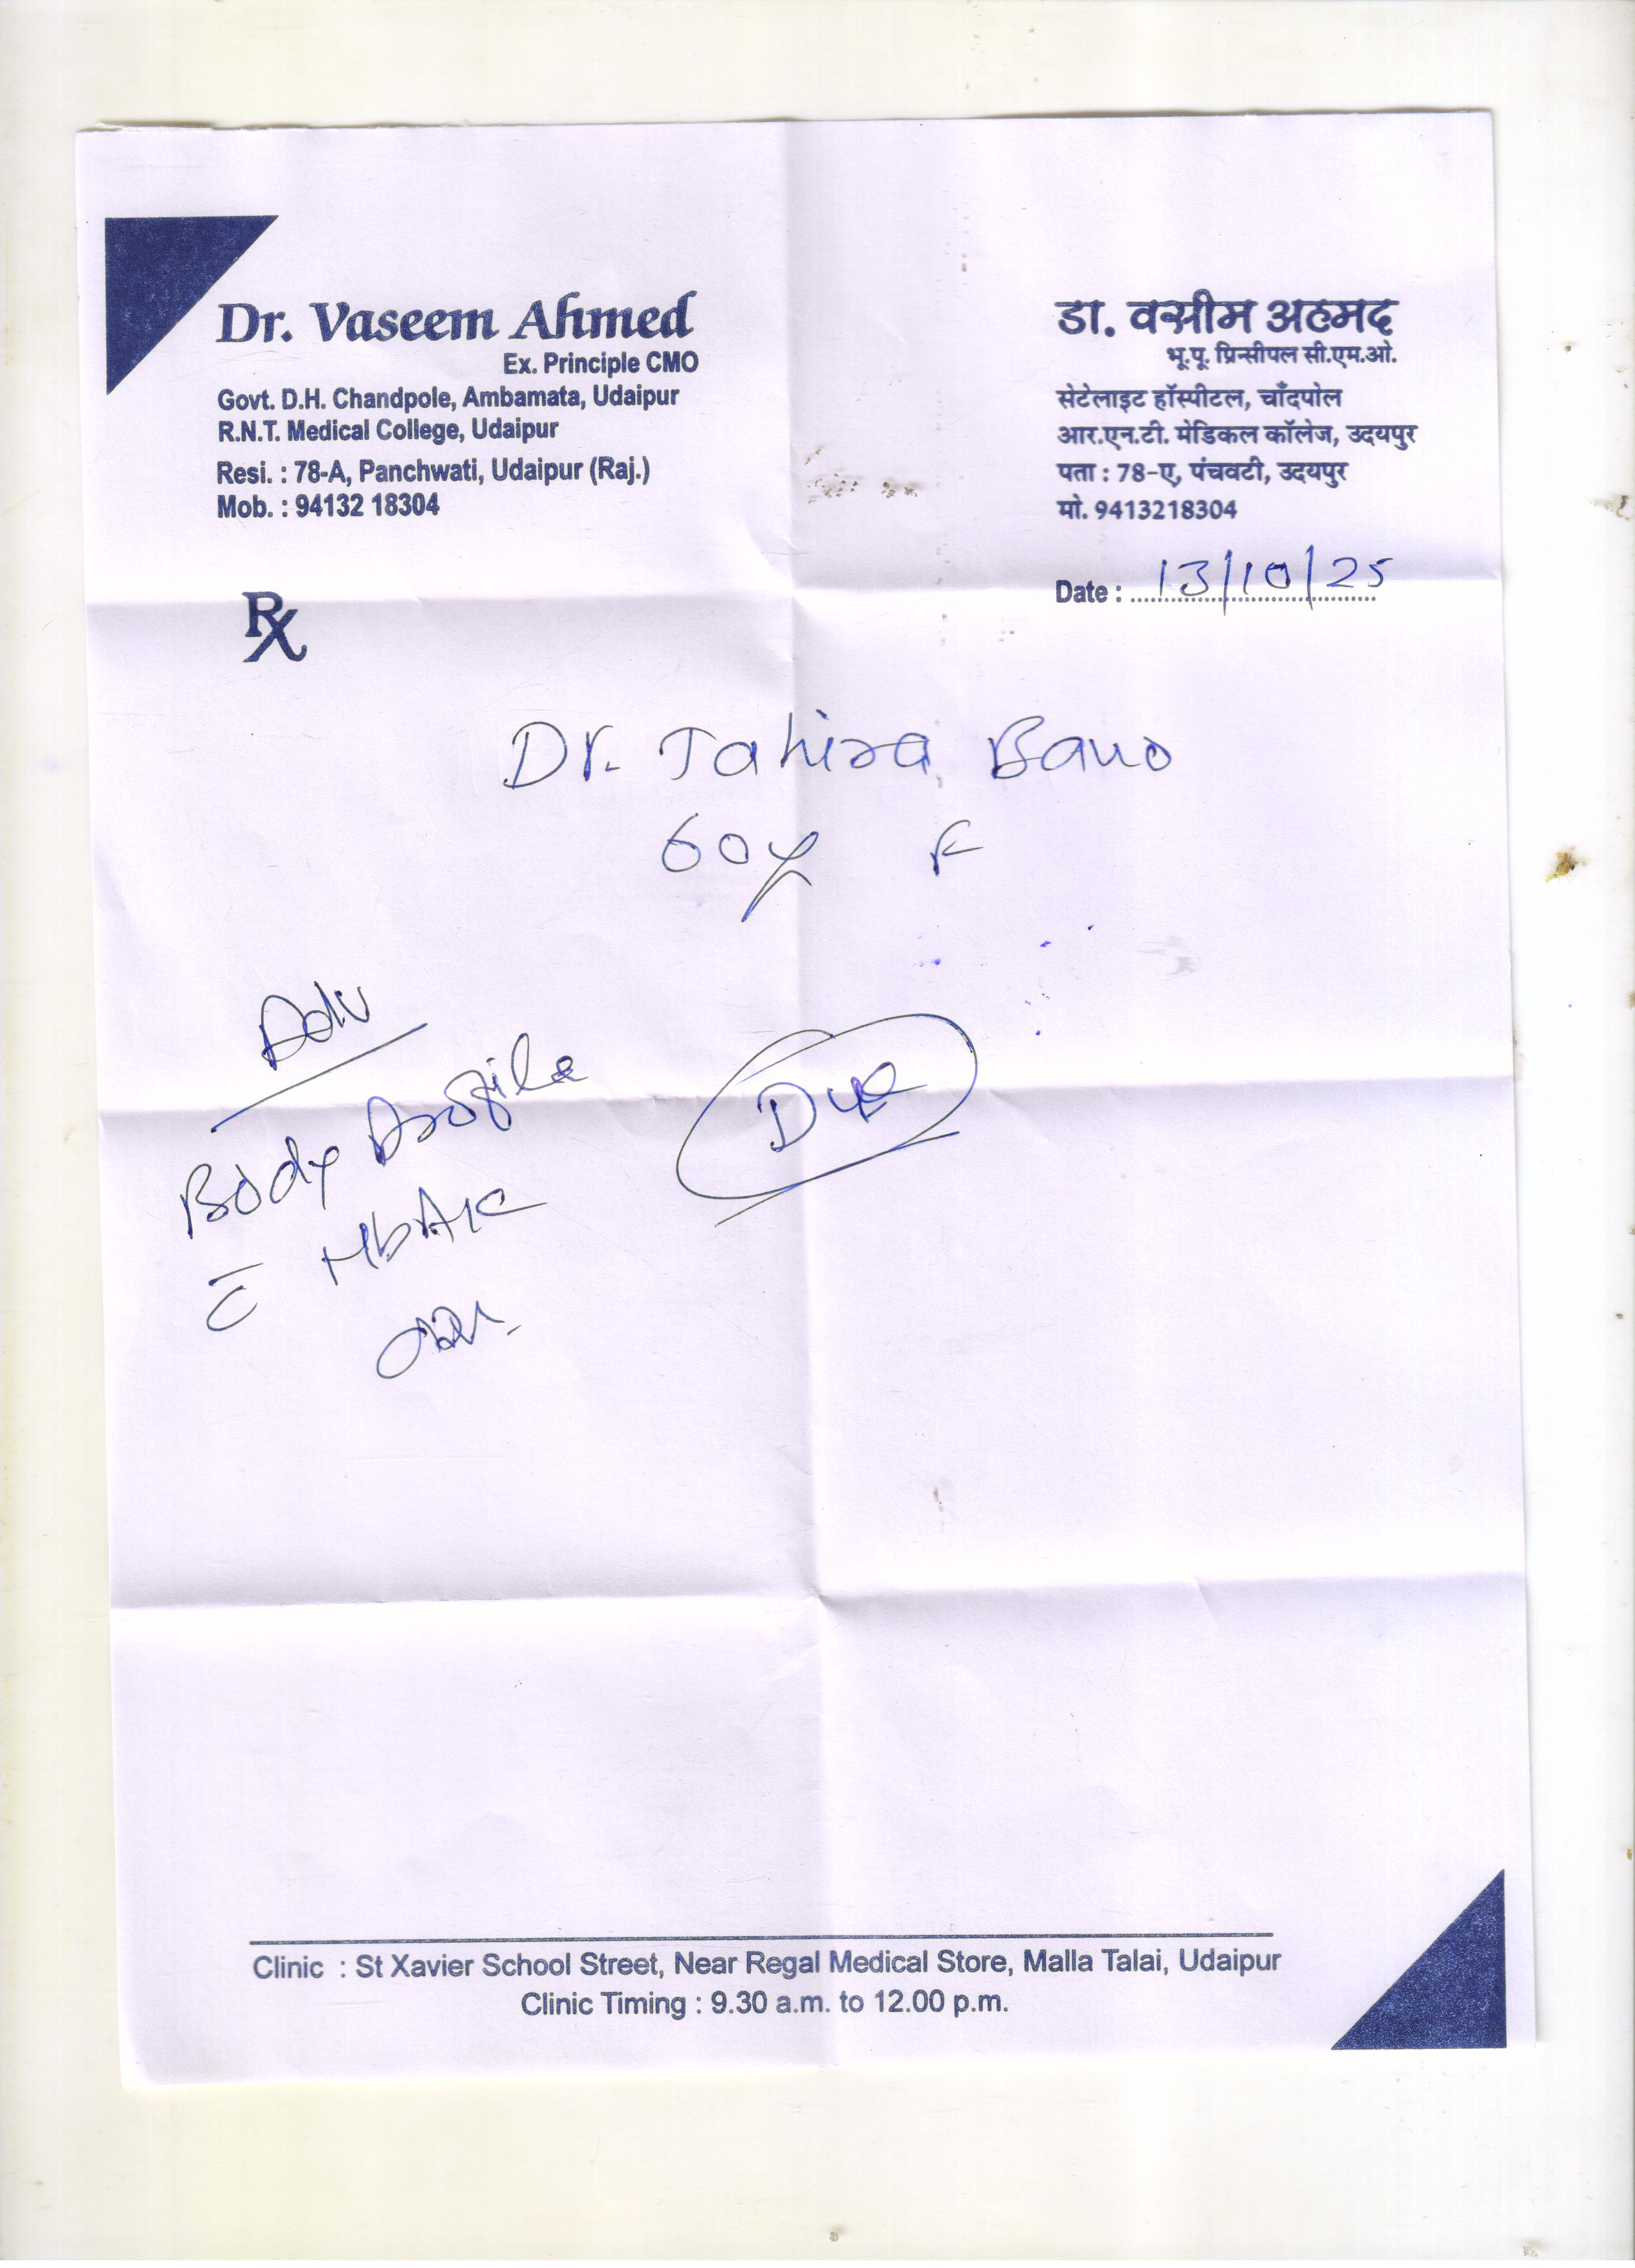 Dr. Vaseem Ahmed
Ex. Principle CMO
Govt. D.H. Chandpole, Ambamata, Udaipur
R.N.T. Medical College, Udaipur
Resi. : 78-A, Panchwati, Udaipur (Raj.)
Mob. : 94132 18304
डा. वसीम अहमद
भू.पू. प्रिन्सीपल सी.एम.ओ.
सेटेलाइट हॉस्पीटल, चाँदपोल
आर.एन.टी. मेडिकल कॉलेज, उदयपुर
पता : 78-ए, पंचवटी, उदयपुर
मो. 9413218304
Date : 13/10/25
Rx
Dr. Tahira Bano
60y F
Adv
Body Profile
c̄ HbA1c
Due
Clinic : St Xavier School Street, Near Regal Medical Store, Malla Talai, Udaipur
Clinic Timing : 9.30 a.m. to 12.00 p.m.